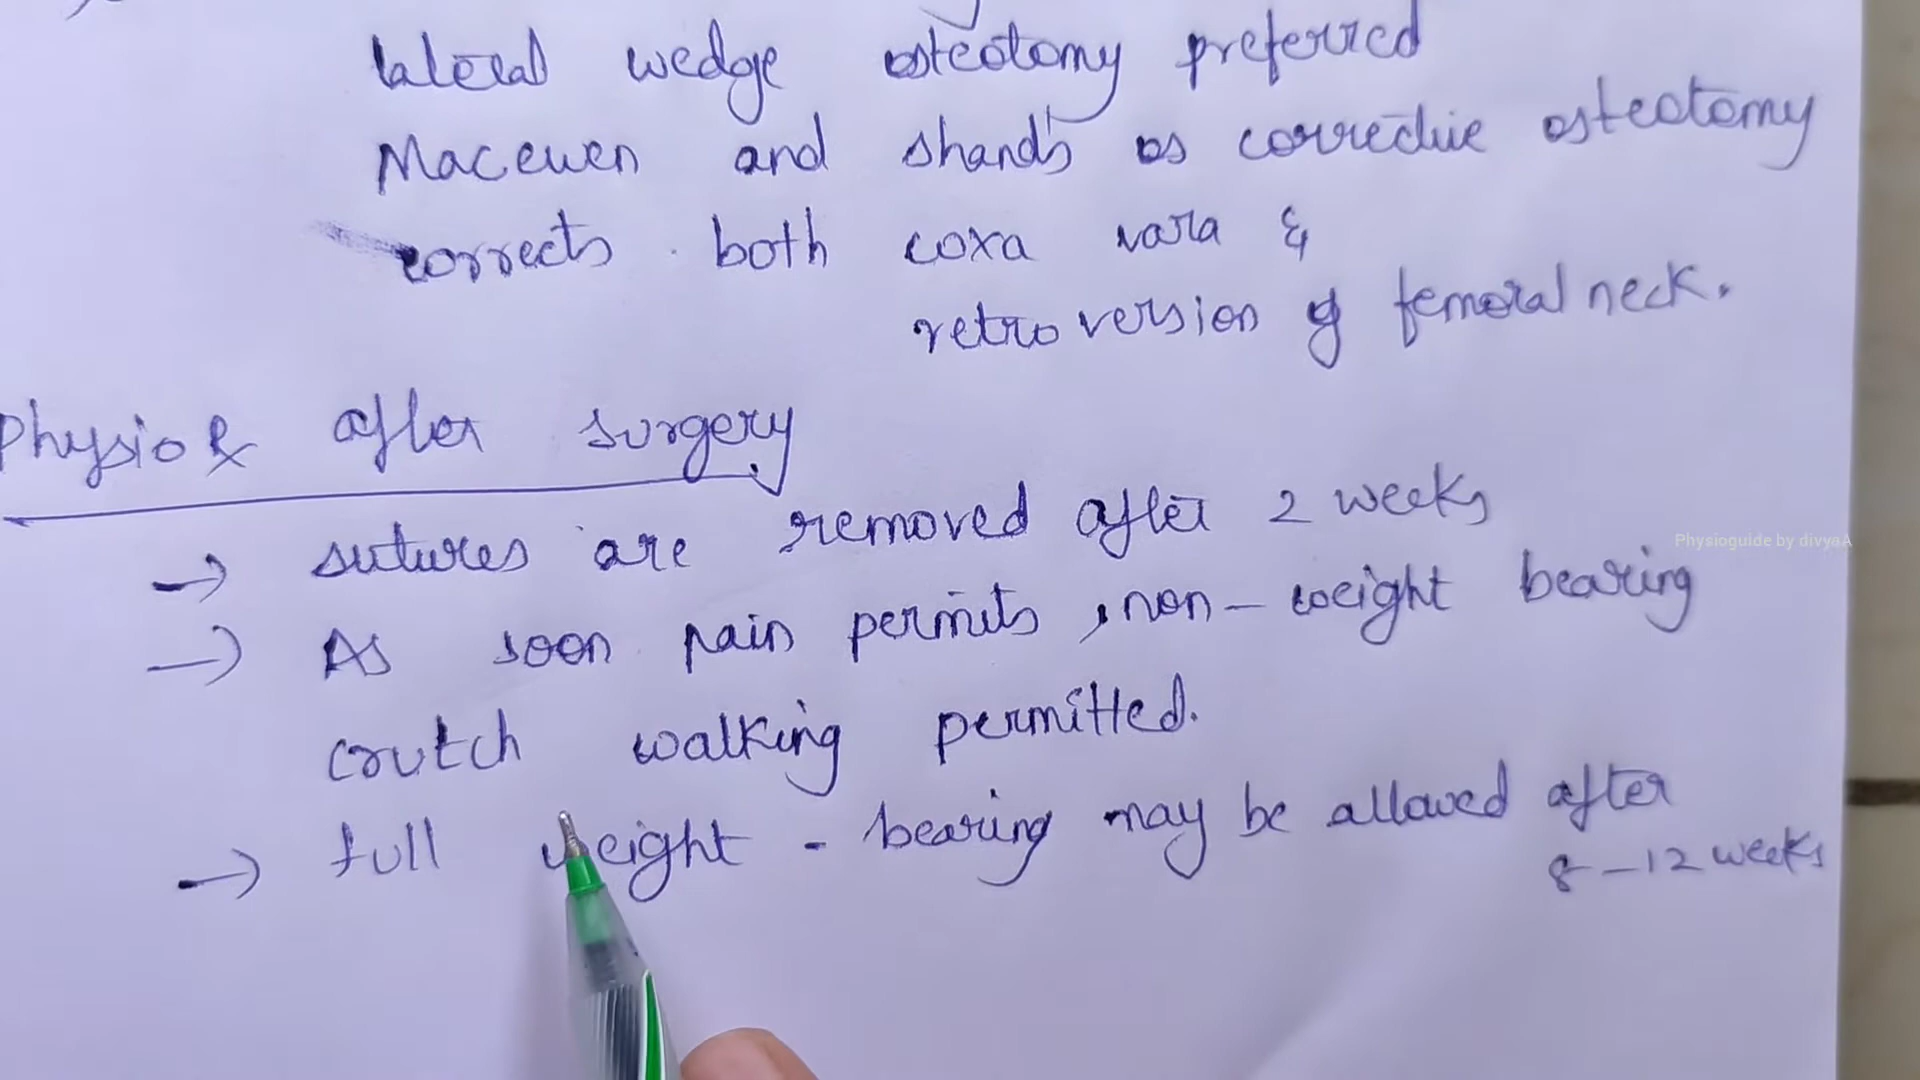 lateral wedge osteotomy preferred
Macewen and shands as corrective osteotomy
corrects both coxa vara &
retroversion of femoral neck.
Physio Rx after surgery
→ sutures are removed after 2 weeks
Physioguide by divyaA
→ As soon pain permits, non-weight bearing
crutch walking permitted.
→ full weight-bearing may be allowed after
8-12 weeks